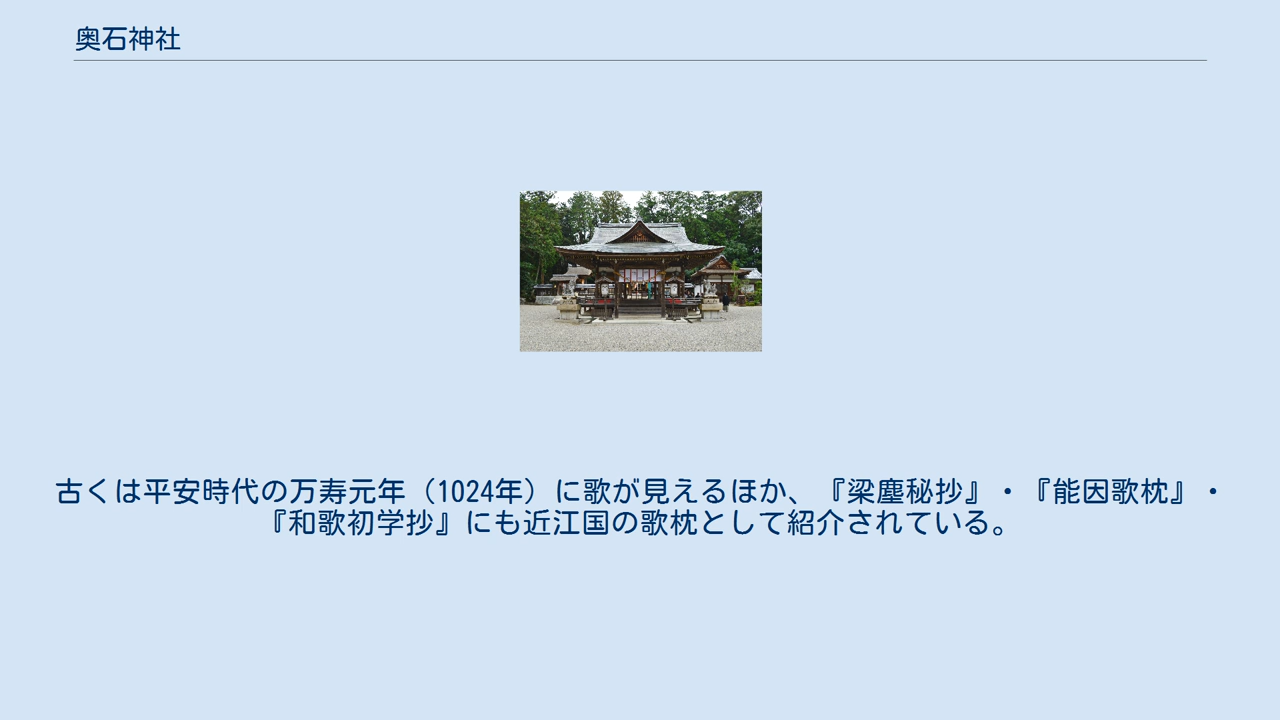 奥石神社
古くは平安時代の万寿元年（1024年）に歌が見えるほか、『梁塵秘抄』・『能因歌枕』・
『和歌初学抄』にも近江国の歌枕として紹介されている。